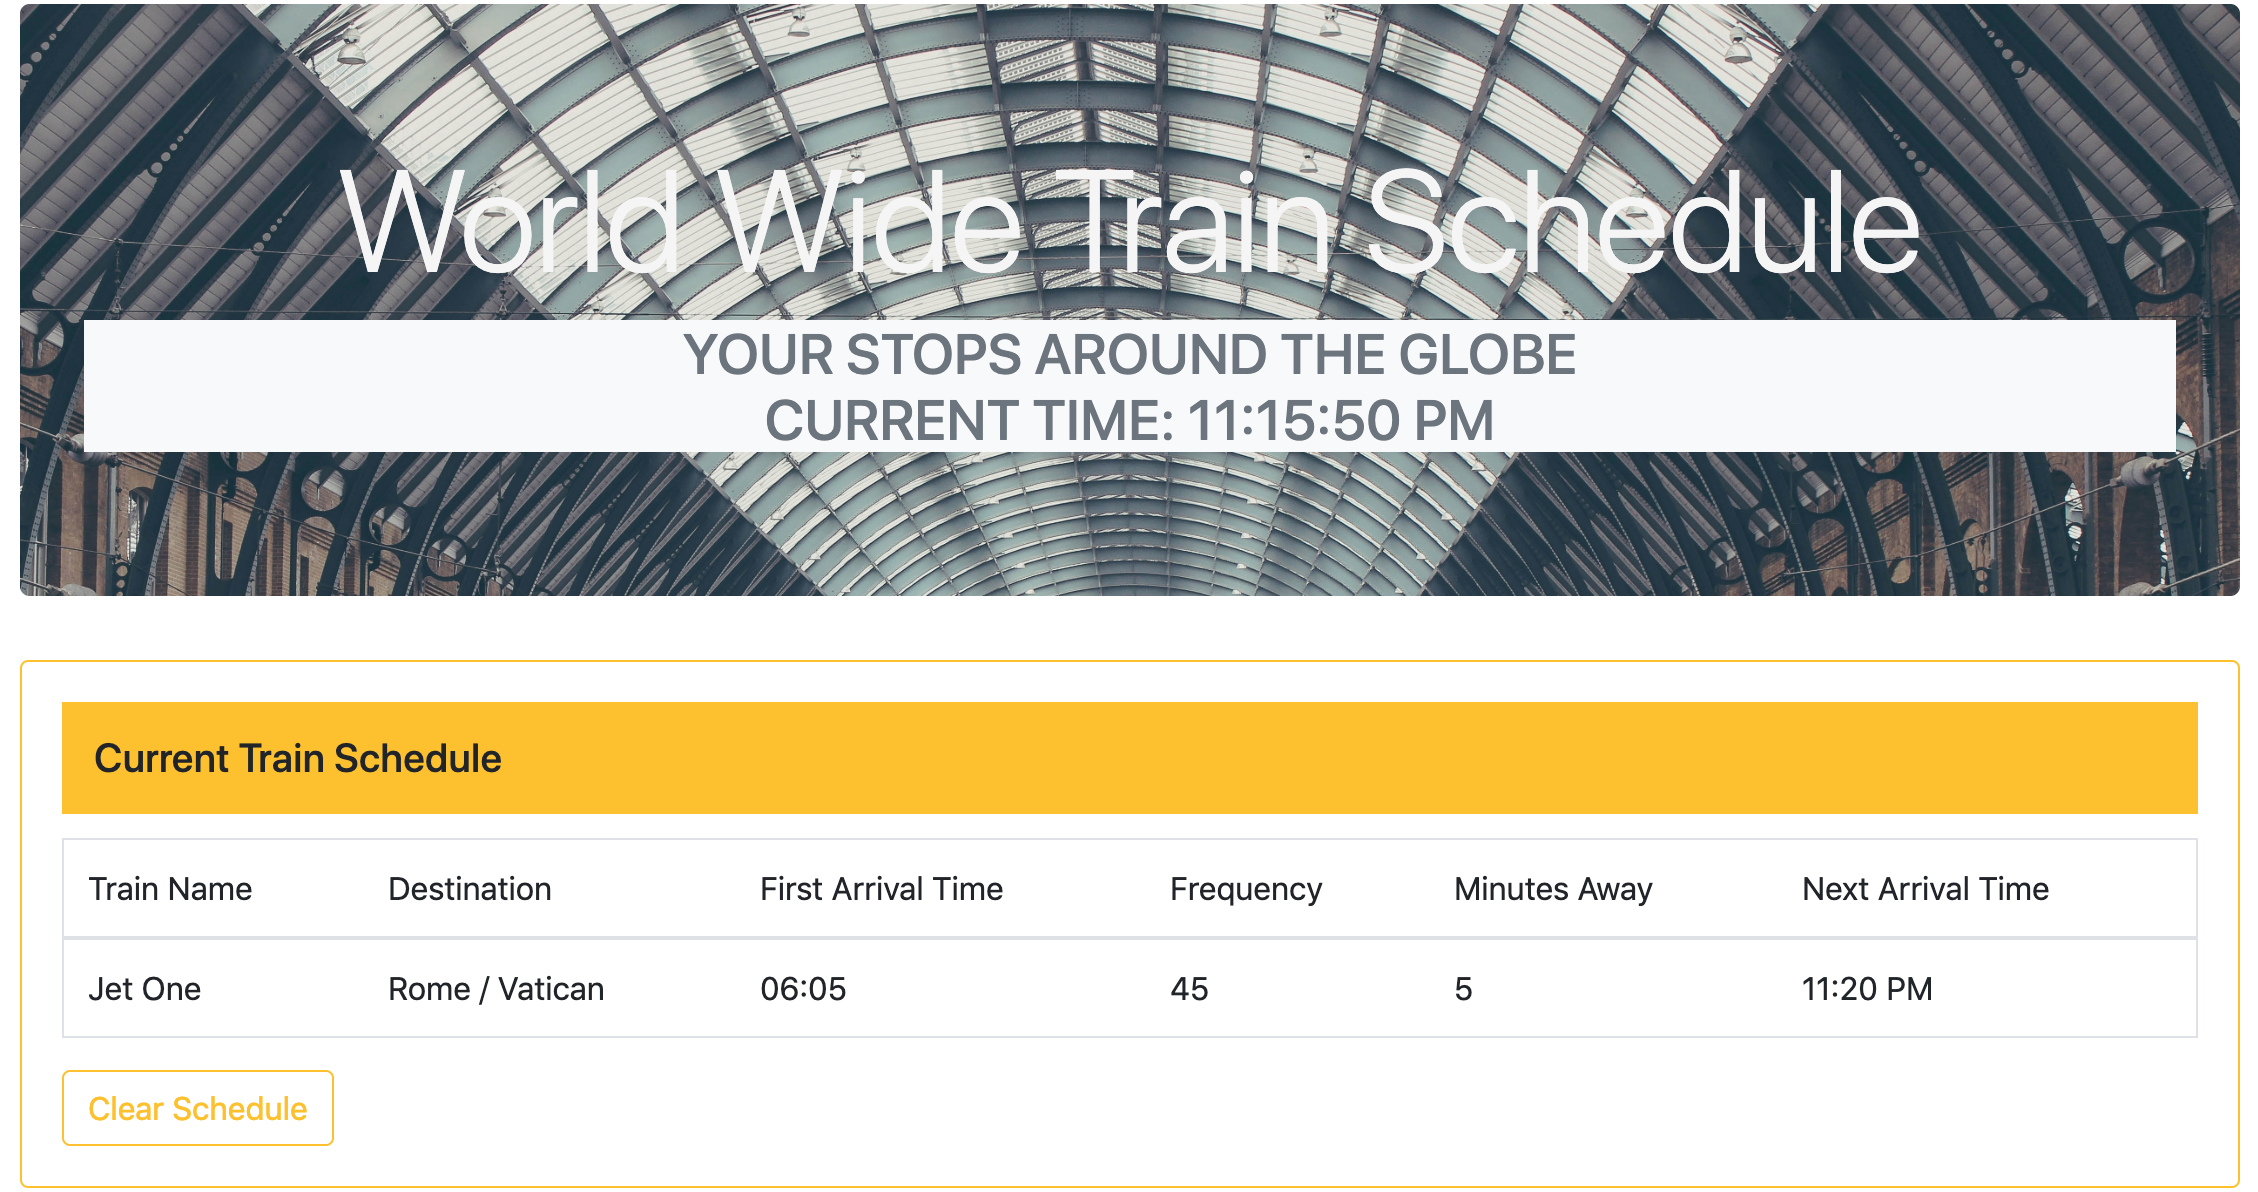 World Wide Train Schedule
YOUR STOPS AROUND THE GLOBE
CURRENT TIME: 11:15:50 PM
Current Train Schedule
Train Name Destination First Arrival Time Frequency Minutes Away Next Arrival Time
Jet One Rome / Vatican 06:05 45 5 11:20 PM
Clear Schedule